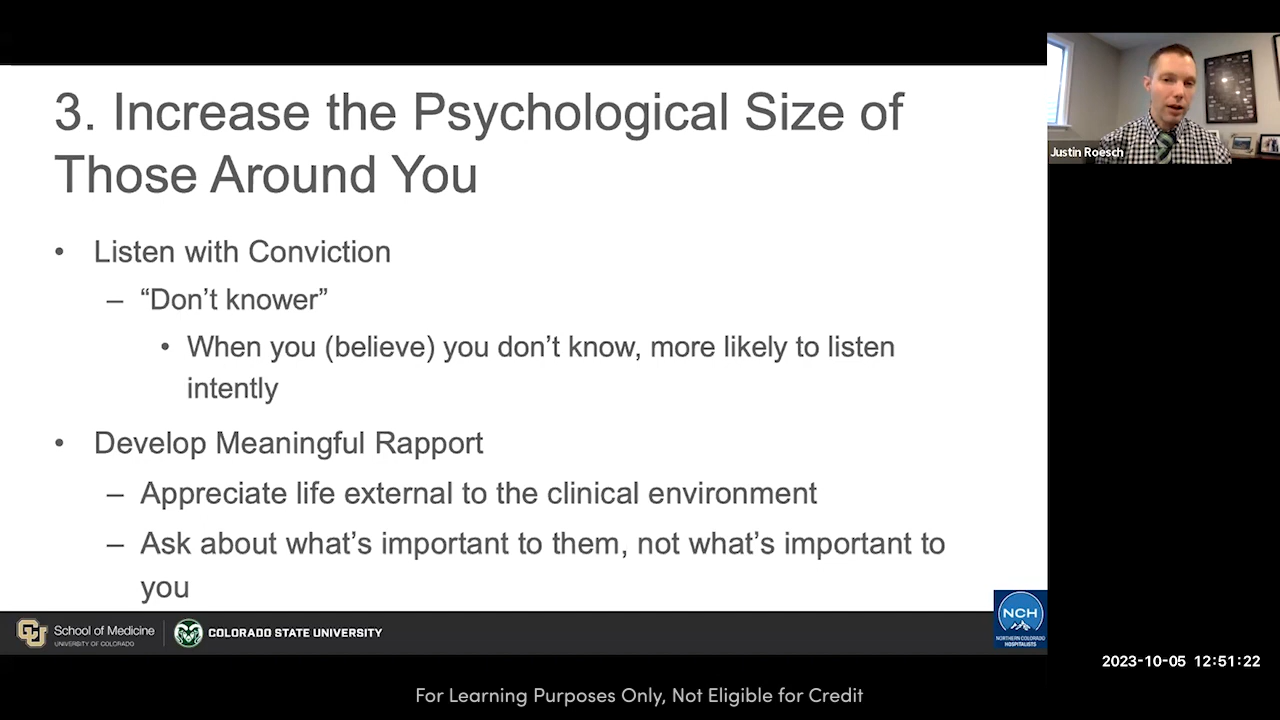 3. Increase the Psychological Size of
Those Around You
• Listen with Conviction
– “Don’t knower”
• When you (believe) you don’t know, more likely to listen
intently
• Develop Meaningful Rapport
– Appreciate life external to the clinical environment
– Ask about what’s important to them, not what’s important to
you
Justin Roesch
CU
School of Medicine
UNIVERSITY OF COLORADO
COLORADO STATE UNIVERSITY
NCH
NORTHERN COLORADO
HOSPITALISTS
2023-10-05 12:51:22
For Learning Purposes Only, Not Eligible for Credit